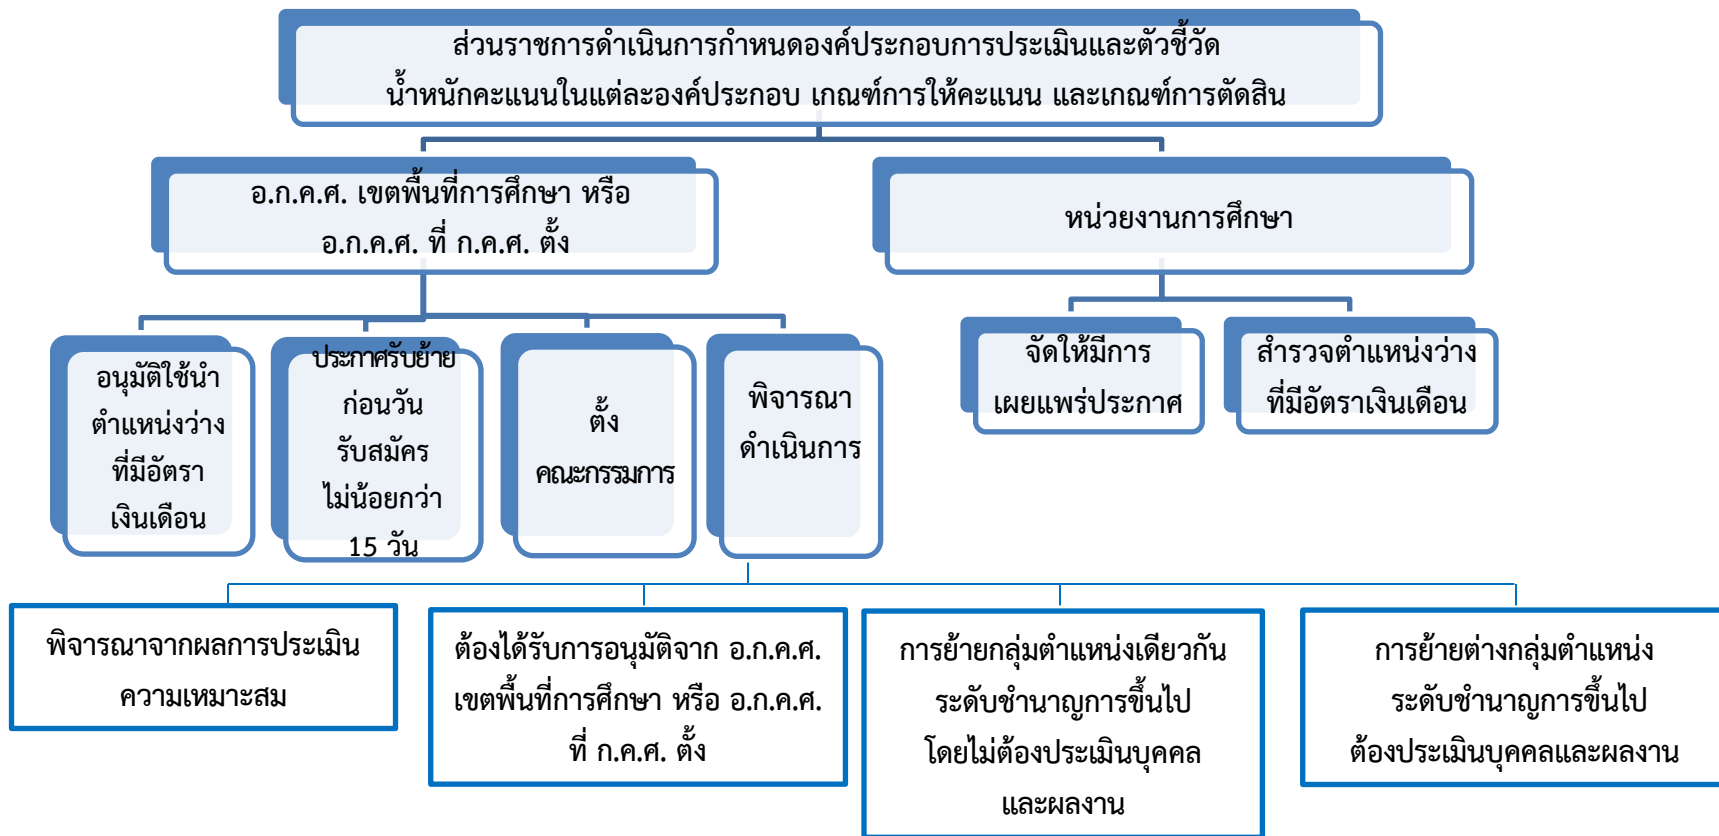 ส่วนราชการดำเนินการกำหนดองค์ประกอบการประเมินและตัวชี้วัด
น้ำหนักคะแนนในแต่ละองค์ประกอบ เกณฑ์การให้คะแนน และเกณฑ์การตัดสิน
อ.ก.ค.ศ. เขตพื้นที่การศึกษา หรือ
อ.ก.ค.ศ. ที่ ก.ค.ศ. ตั้ง
หน่วยงานการศึกษา
อนุมัติใช้นำ
ตำแหน่งว่าง
ที่มีอัตรา
เงินเดือน
ประกาศรับย้าย
ก่อนวัน
รับสมัคร
ไม่น้อยกว่า
15 วัน
ตั้ง
คณะกรรมการ
พิจารณา
ดำเนินการ
จัดให้มีการ
เผยแพร่ประกาศ
สำรวจตำแหน่งว่าง
ที่มีอัตราเงินเดือน
พิจารณาจากผลการประเมิน
ความเหมาะสม
ต้องได้รับการอนุมัติจาก อ.ก.ค.ศ.
เขตพื้นที่การศึกษา หรือ อ.ก.ค.ศ.
ที่ ก.ค.ศ. ตั้ง
การย้ายกลุ่มตำแหน่งเดียวกัน
ระดับชำนาญการขึ้นไป
โดยไม่ต้องประเมินบุคคล
และผลงาน
การย้ายต่างกลุ่มตำแหน่ง
ระดับชำนาญการขึ้นไป
ต้องประเมินบุคคลและผลงาน